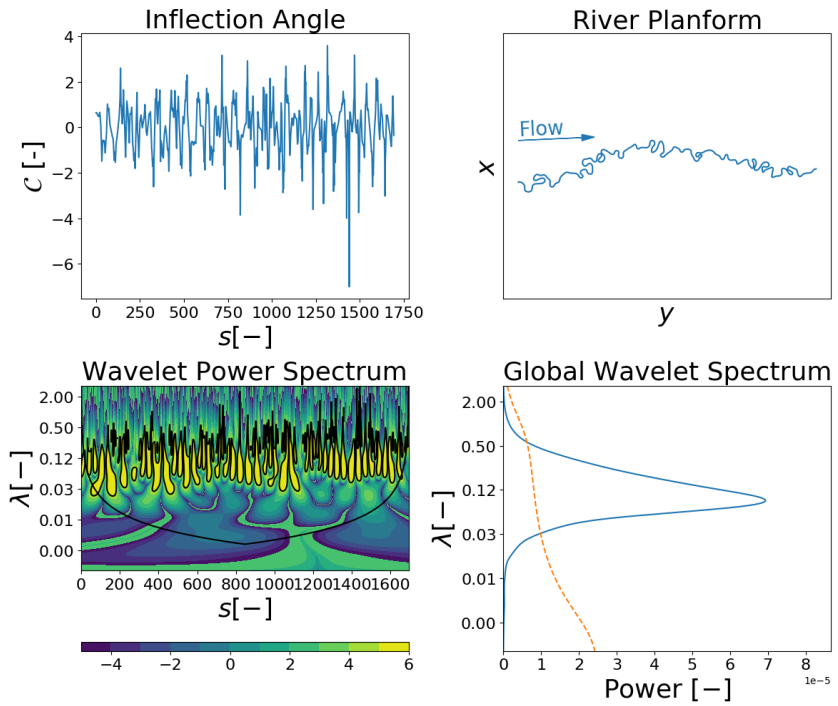 Inflection Angle
4
2
0
−2
−4
−6
C [-]
0 250 500 750 1000 1250 1500 1750
s[−]
River Planform
Flow
x
y
Wavelet Power Spectrum
2.00
0.50
0.12
0.03
0.01
0.00
λ[−]
0 200 400 600 800 1000 1200 1400 1600
s[−]
−4 −2 0 2 4 6
Global Wavelet Spectrum
2.00
0.50
0.12
0.03
0.01
0.00
λ[−]
0 1 2 3 4 5 6 7 8
1e−5
Power [−]